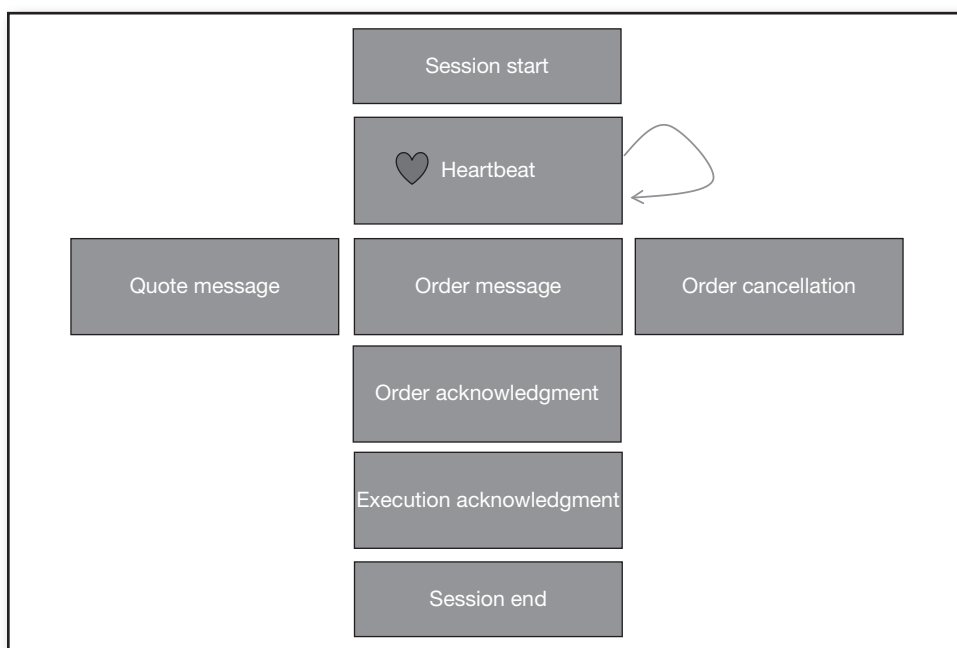 Session start
Heartbeat
Quote message
Order message
Order cancellation
Order acknowledgment
Execution acknowledgment
Session end